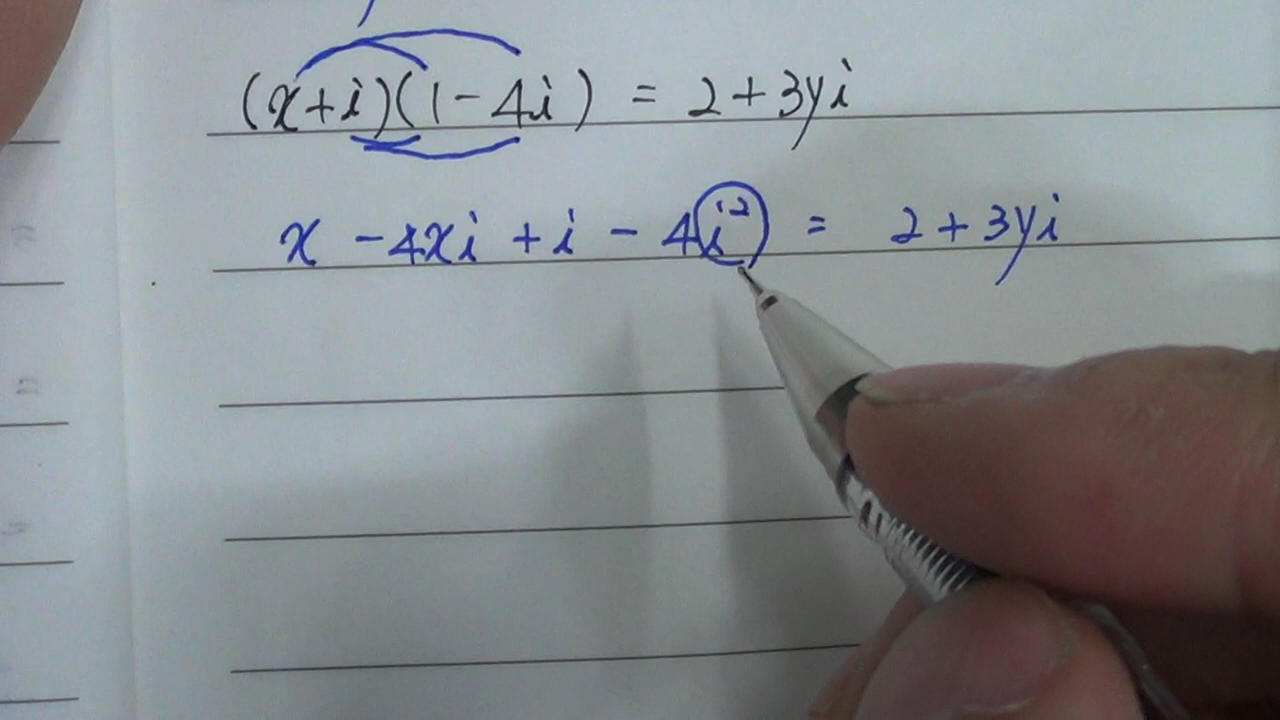 (x+i)(1-4i) = 2+3yi
x -4xi +i -4i² = 2+3yi